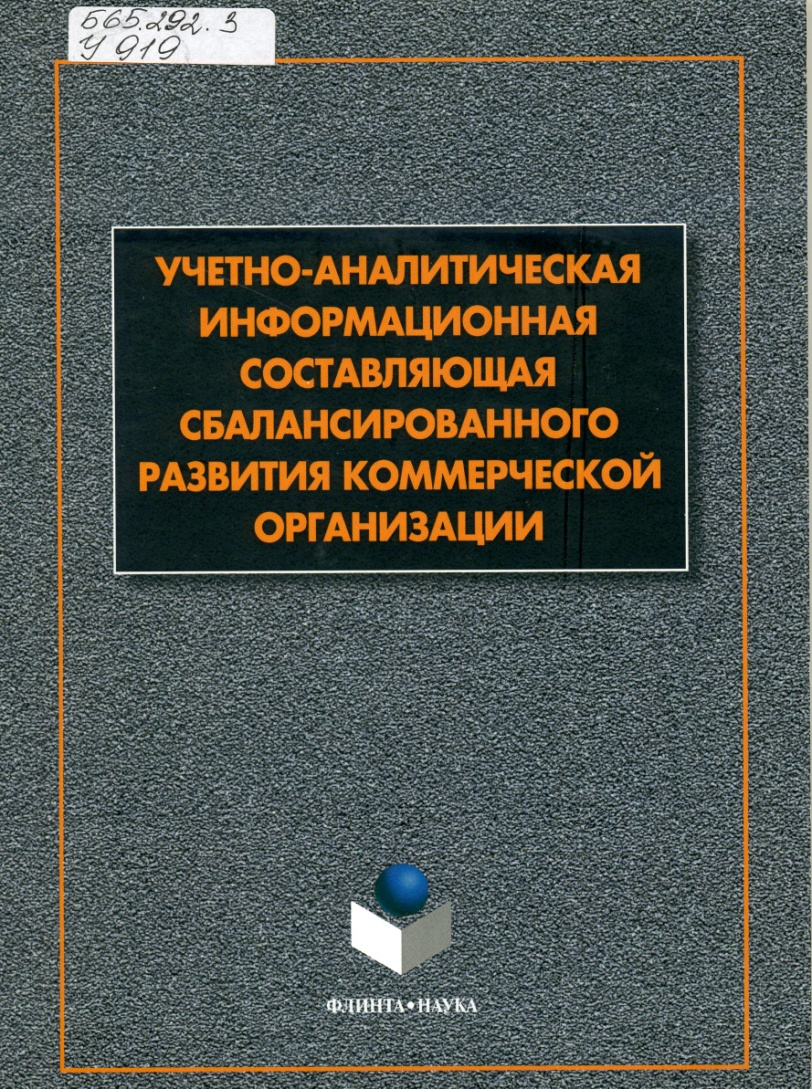 565.292.3
У 919
УЧЕТНО-АНАЛИТИЧЕСКАЯ
ИНФОРМАЦИОННАЯ
СОСТАВЛЯЮЩАЯ
СБАЛАНСИРОВАННОГО
РАЗВИТИЯ КОММЕРЧЕСКОЙ
ОРГАНИЗАЦИИ
ФЛИНТА•НАУКА